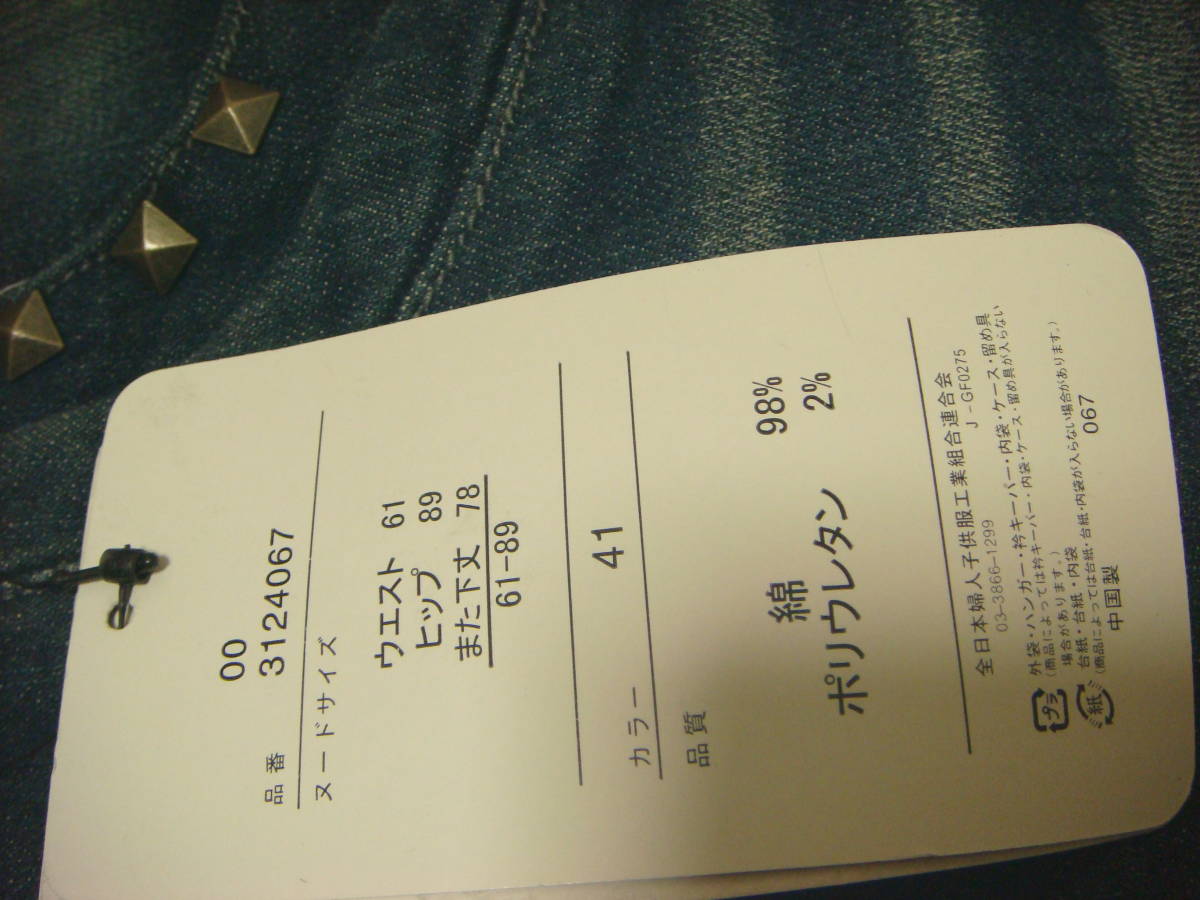 00
品番 3124067
ヌードサイズ
ウエスト 61
ヒップ 89
また下丈 78
61-89
カラー 41
品質
綿 98%
ポリウレタン 2%
全日本婦人子供服工業組合連合会
03-3866-1299 J-GF0275
プラ 外袋・ハンガー・衿キーパー・内袋・ケース・留め具
(商品によっては衿キーパー・内袋・ケース・留め具が入らない
場合があります。)
紙 台紙・内袋
(商品によっては台紙・台紙・内袋が入らない場合があります。)
中国製 067